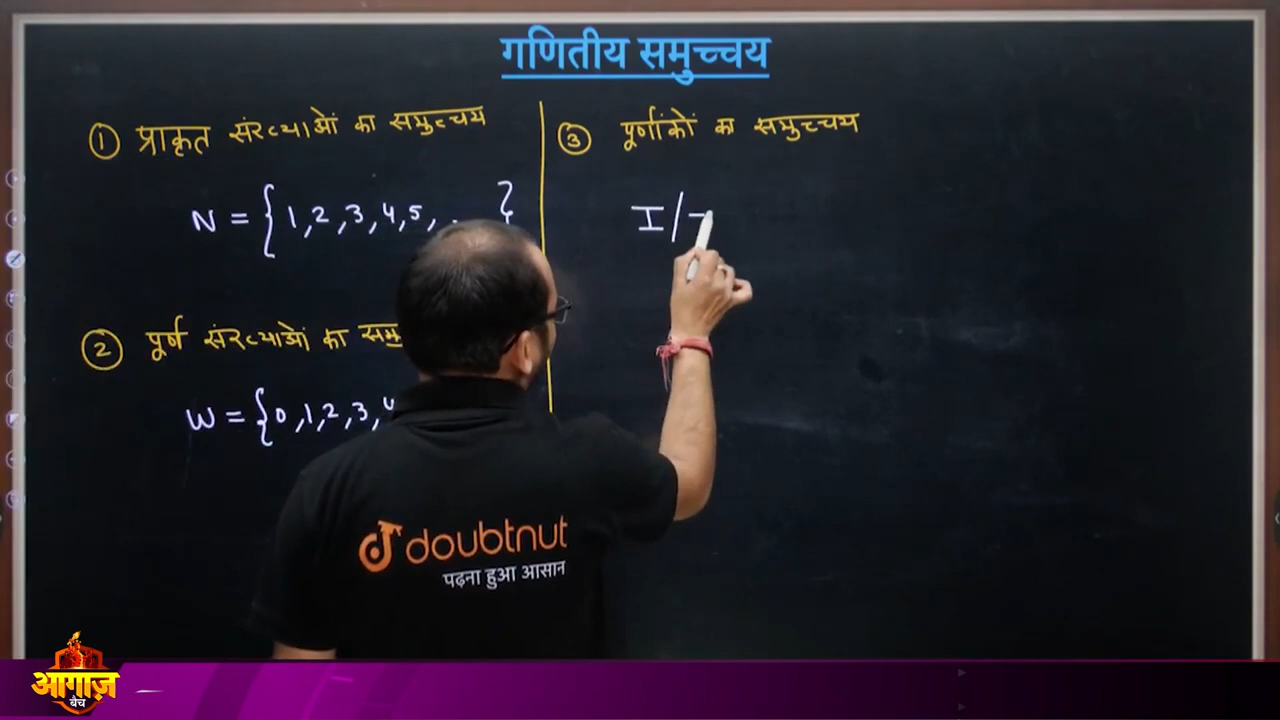 गणितीय समुच्चय
① प्राकृत संख्याओं का समुच्चय
N = { 1, 2, 3, 4, 5, . . }
② पूर्ण संख्याओं का समु
W = { 0, 1, 2, 3, 4
③ पूर्णांकों का समुच्चय
I /
doubtnut
पढ़ना हुआ आसान
आगाज़
बैच